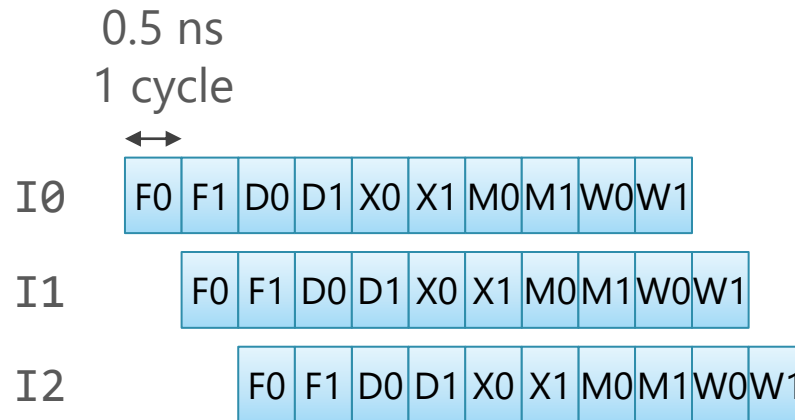 0.5 ns
1 cycle
I0 F0 F1 D0 D1 X0 X1 M0 M1 W0 W1
I1 F0 F1 D0 D1 X0 X1 M0 M1 W0 W1
I2 F0 F1 D0 D1 X0 X1 M0 M1 W0 W1